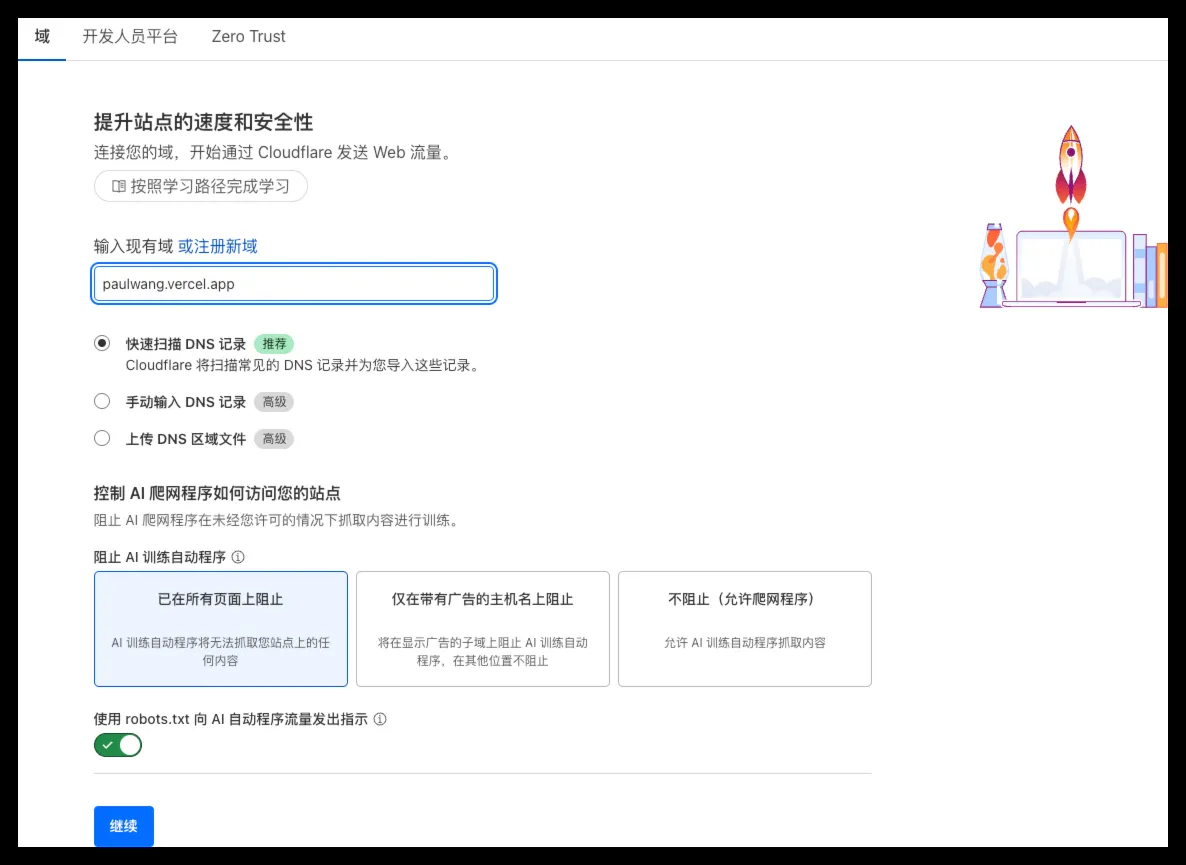 域 开发人员平台 Zero Trust
提升站点的速度和安全性
连接您的域，开始通过 Cloudflare 发送 Web 流量。
按照学习路径完成学习
输入现有域 或注册新域
paulwang.vercel.app
快速扫描 DNS 记录 推荐
Cloudflare 将扫描常见的 DNS 记录并为您导入这些记录。
手动输入 DNS 记录 高级
上传 DNS 区域文件 高级
控制 AI 爬网程序如何访问您的站点
阻止 AI 爬网程序在未经您许可的情况下抓取内容进行训练。
阻止 AI 训练自动程序
已在所有页面上阻止
AI 训练自动程序将无法抓取您站点上的任
何内容
仅在带有广告的主机名上阻止
将在显示广告的子域上阻止 AI 训练自动
程序，在其他位置不阻止
不阻止（允许爬网程序）
允许 AI 训练自动程序抓取内容
使用 robots.txt 向 AI 自动程序流量发出指示
继续